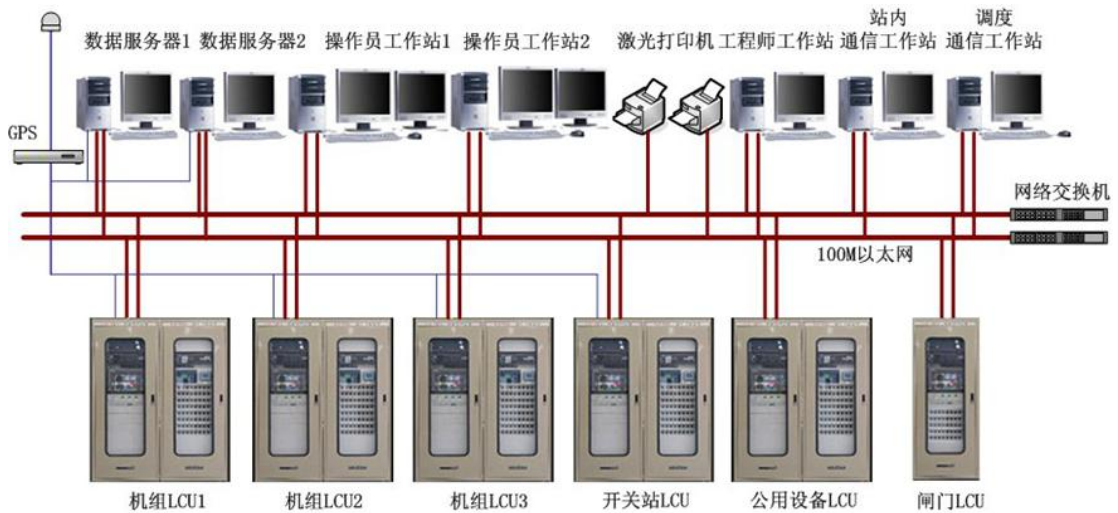 站内
调度
数据服务器1
数据服务器2
操作员工作站1
操作员工作站2
激光打印机
工程师工作站
通信工作站
通信工作站
GPS
网络交换机
100M以太网
机组LCU1
机组LCU2
机组LCU3
开关站LCU
公用设备LCU
闸门LCU